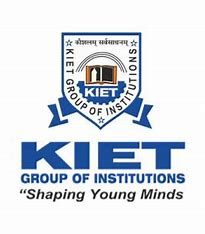 कौशलम् सर्वसाधनम्
KIET GROUP OF INSTITUTIONS
KIET
KIET
GROUP OF INSTITUTIONS
“Shaping Young Minds